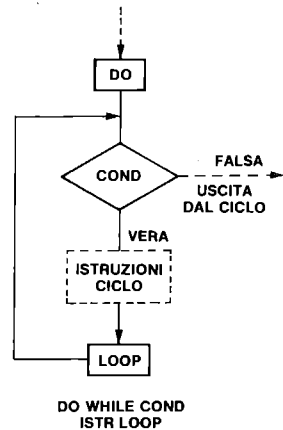 DO
COND
FALSA
USCITA
DAL CICLO
VERA
ISTRUZIONI
CICLO
LOOP
DO WHILE COND
ISTR LOOP